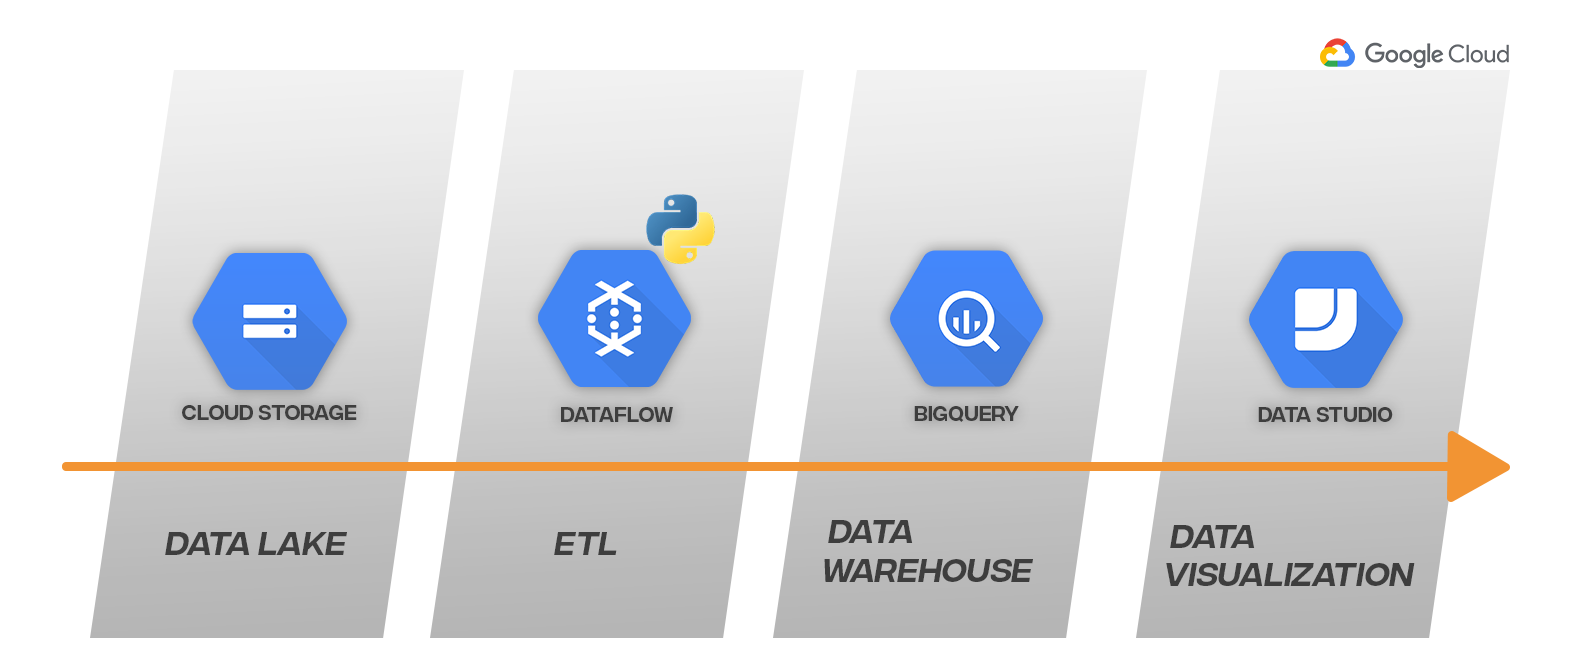 Google Cloud
CLOUD STORAGE
DATAFLOW
BIGQUERY
DATA STUDIO
DATA LAKE
ETL
DATA
WAREHOUSE
DATA
VISUALIZATION